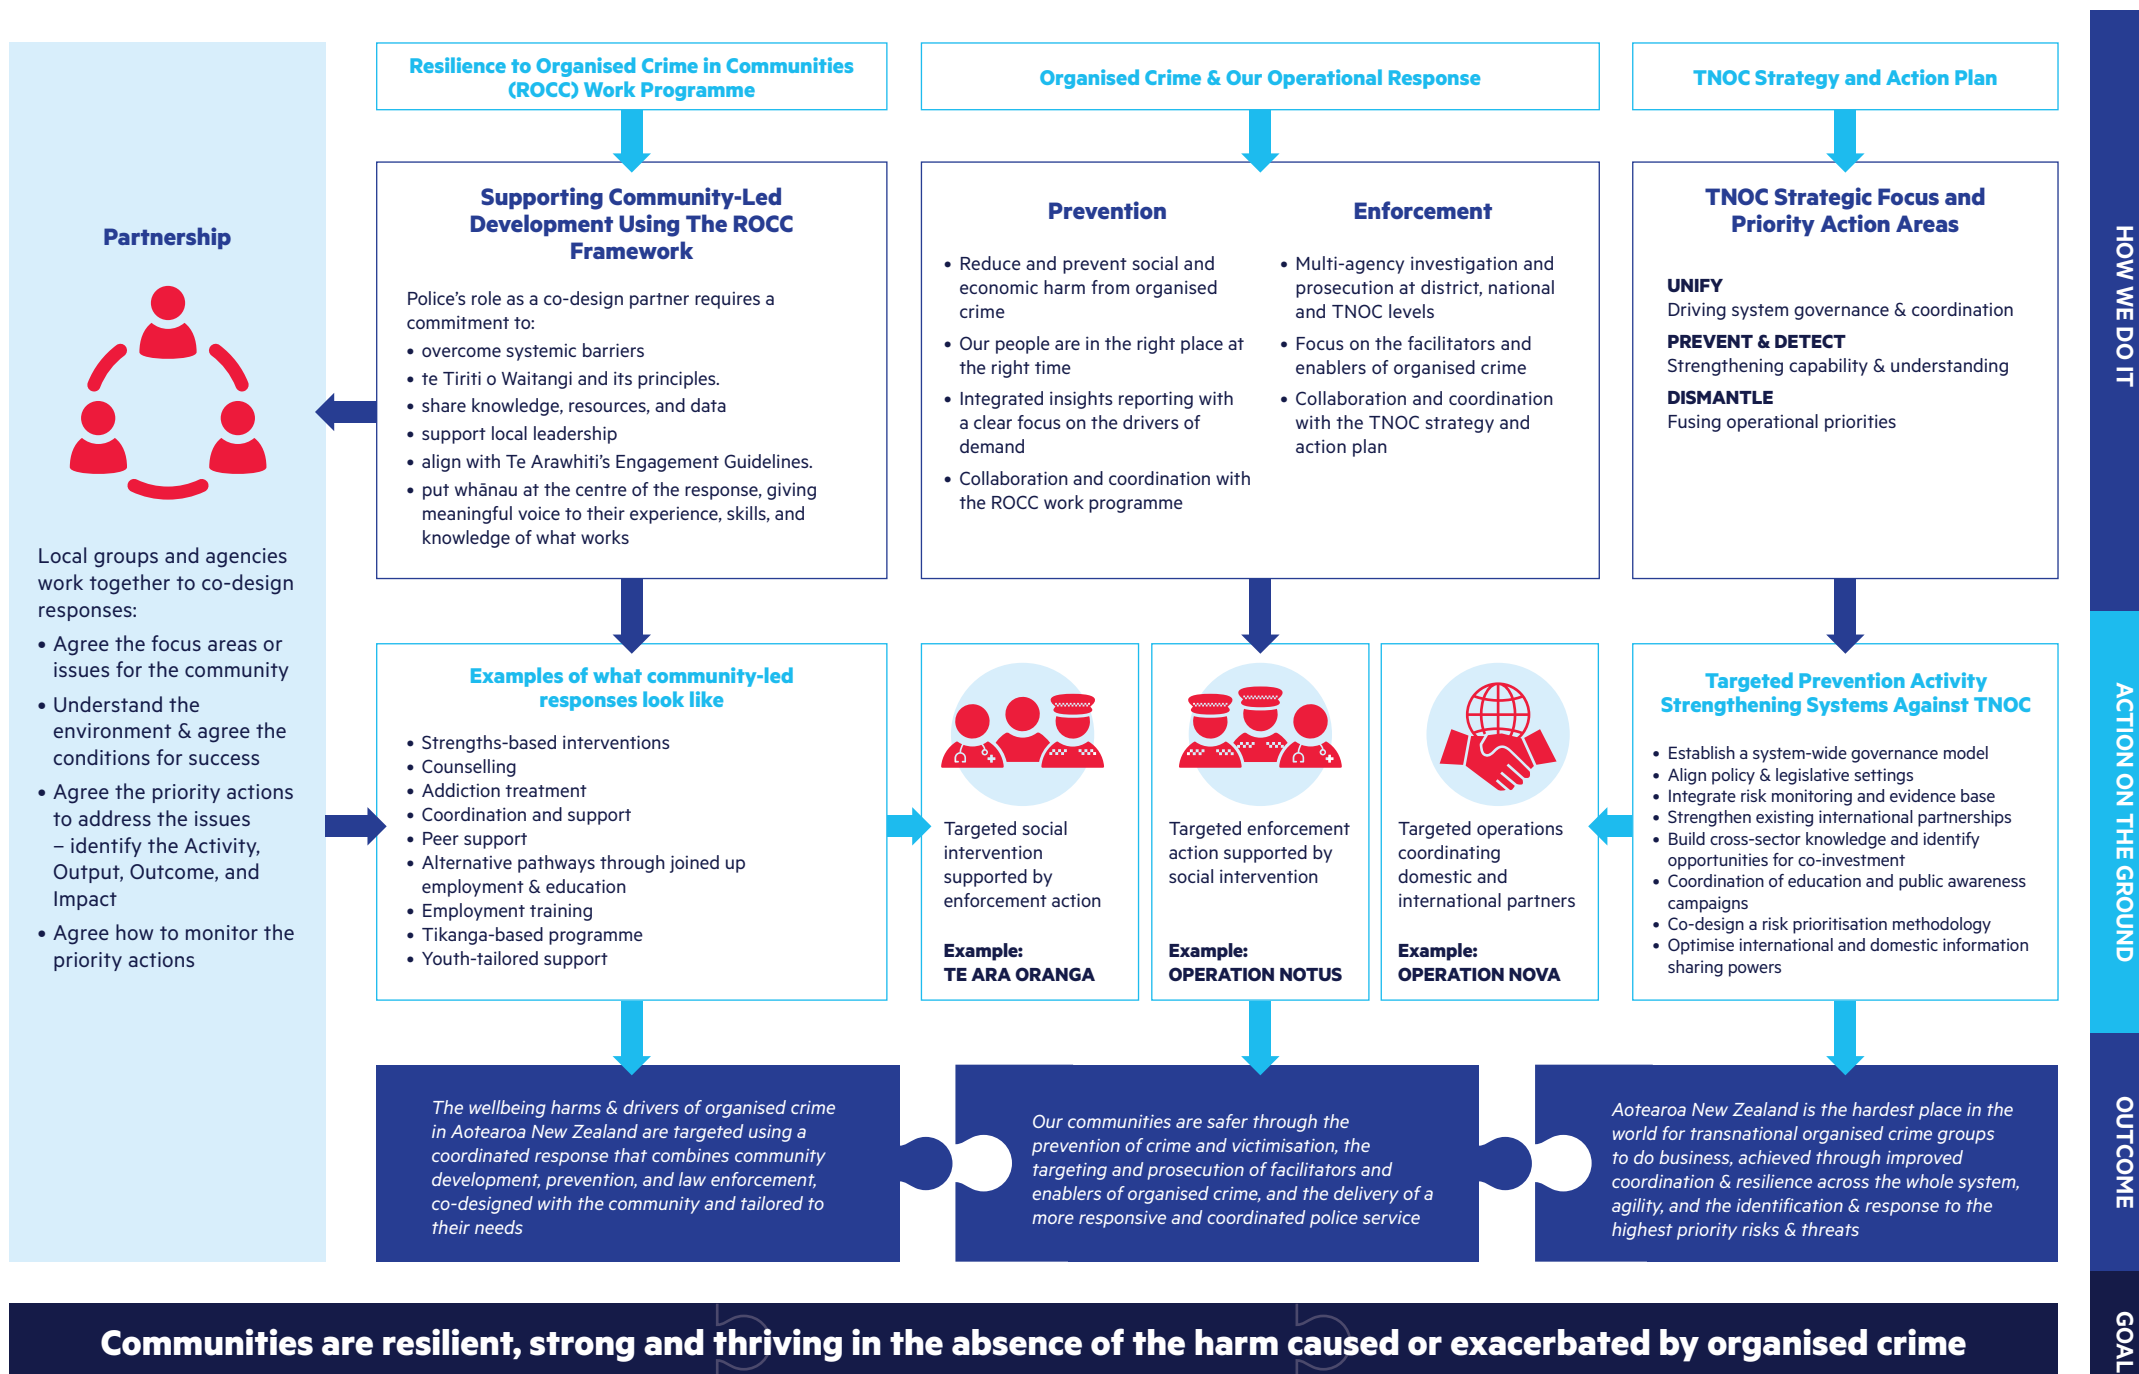 Resilience to Organised Crime in Communities
(ROCC) Work Programme
Organised Crime & Our Operational Response
TNOC Strategy and Action Plan
Partnership
Local groups and agencies
work together to co-design
responses:
• Agree the focus areas or
issues for the community
• Understand the
environment & agree the
conditions for success
• Agree the priority actions
to address the issues
– identify the Activity,
Output, Outcome, and
Impact
• Agree how to monitor the
priority actions
Supporting Community-Led
Development Using The ROCC
Framework
Police’s role as a co-design partner requires a
commitment to:
• overcome systemic barriers
• te Tiriti o Waitangi and its principles.
• share knowledge, resources, and data
• support local leadership
• align with Te Arawhiti’s Engagement Guidelines.
• put whānau at the centre of the response, giving
meaningful voice to their experience, skills, and
knowledge of what works
Prevention
• Reduce and prevent social and
economic harm from organised
crime
• Our people are in the right place at
the right time
• Integrated insights reporting with
a clear focus on the drivers of
demand
• Collaboration and coordination with
the ROCC work programme
Enforcement
• Multi-agency investigation and
prosecution at district, national
and TNOC levels
• Focus on the facilitators and
enablers of organised crime
• Collaboration and coordination
with the TNOC strategy and
action plan
TNOC Strategic Focus and
Priority Action Areas
UNIFY
Driving system governance & coordination
PREVENT & DETECT
Strengthening capability & understanding
DISMANTLE
Fusing operational priorities
HOW WE DO IT
Examples of what community-led
responses look like
• Strengths-based interventions
• Counselling
• Addiction treatment
• Coordination and support
• Peer support
• Alternative pathways through joined up
employment & education
• Employment training
• Tikanga-based programme
• Youth-tailored support
Targeted social
intervention
supported by
enforcement action
Example:
TE ARA ORANGA
Targeted enforcement
action supported by
social intervention
Example:
OPERATION NOTUS
Targeted operations
coordinating
domestic and
international partners
Example:
OPERATION NOVA
Targeted Prevention Activity
Strengthening Systems Against TNOC
• Establish a system-wide governance model
• Align policy & legislative settings
• Integrate risk monitoring and evidence base
• Strengthen existing international partnerships
• Build cross-sector knowledge and identify
opportunities for co-investment
• Coordination of education and public awareness
campaigns
• Co-design a risk prioritisation methodology
• Optimise international and domestic information
sharing powers
ACTION ON THE GROUND
The wellbeing harms & drivers of organised crime
in Aotearoa New Zealand are targeted using a
coordinated response that combines community
development, prevention, and law enforcement,
co-designed with the community and tailored to
their needs
Our communities are safer through the
prevention of crime and victimisation, the
targeting and prosecution of facilitators and
enablers of organised crime, and the delivery of a
more responsive and coordinated police service
Aotearoa New Zealand is the hardest place in the
world for transnational organised crime groups
to do business, achieved through improved
coordination & resilience across the whole system,
agility, and the identification & response to the
highest priority risks & threats
OUTCOME
Communities are resilient, strong and thriving in the absence of the harm caused or exacerbated by organised crime
GOAL